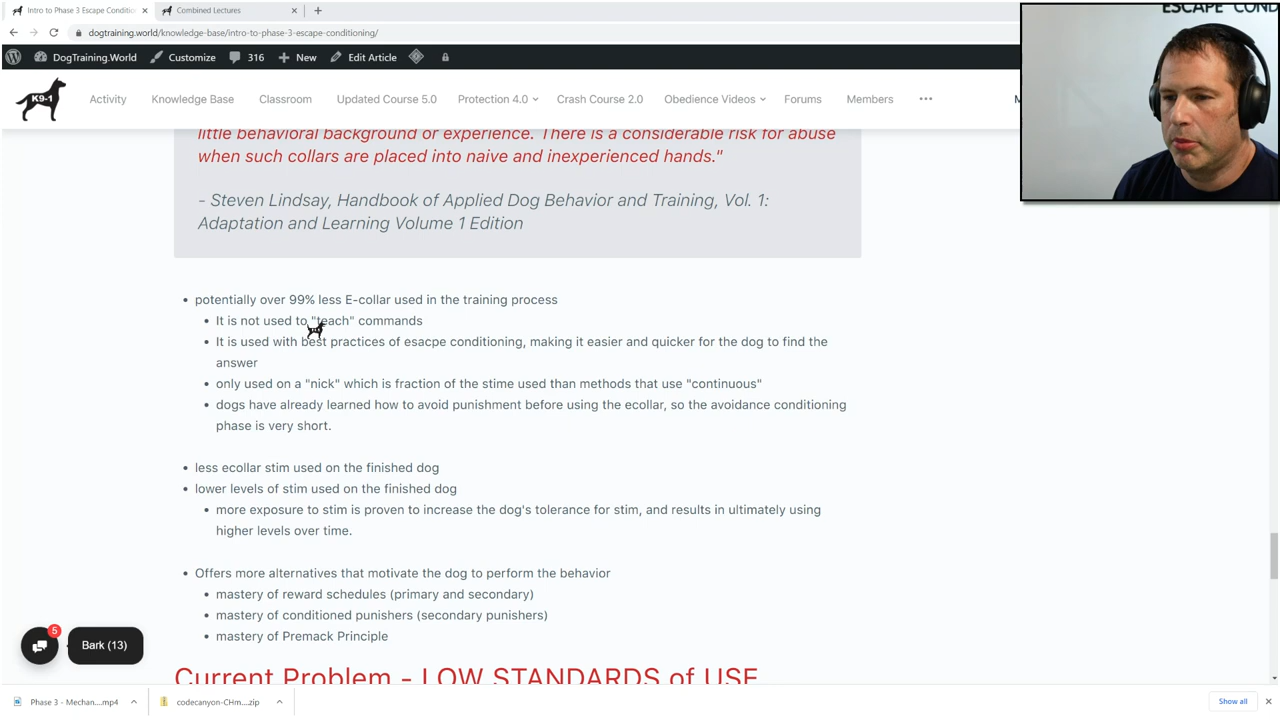 Intro to Phase 3 Escape Conditio
Combined Lectures
dogtraining.world/knowledge-base/intro-to-phase-3-escape-conditioning/
ESCAPE COND
DogTraining.World Customize 316 New Edit Article
K9-1 Activity Knowledge Base Classroom Updated Course 5.0 Protection 4.0 Crash Course 2.0 Obedience Videos Forums Members ••• M
little behavioral background or experience. There is a considerable risk for abuse
when such collars are placed into naive and inexperienced hands."
- Steven Lindsay, Handbook of Applied Dog Behavior and Training, Vol. 1:
Adaptation and Learning Volume 1 Edition
potentially over 99% less E-collar used in the training process
It is not used to "teach" commands
It is used with best practices of esacpe conditioning, making it easier and quicker for the dog to find the
answer
only used on a "nick" which is fraction of the stime used than methods that use "continuous"
dogs have already learned how to avoid punishment before using the ecollar, so the avoidance conditioning
phase is very short.
less ecollar stim used on the finished dog
lower levels of stim used on the finished dog
more exposure to stim is proven to increase the dog's tolerance for stim, and results in ultimately using
higher levels over time.
Offers more alternatives that motivate the dog to perform the behavior
mastery of reward schedules (primary and secondary)
mastery of conditioned punishers (secondary punishers)
mastery of Premack Principle
5
Bark (13)
Current Problem - LOW STANDARDS of USE
Phase 3 - Mechan....mp4
codecanyon-CHm....zip
Show all